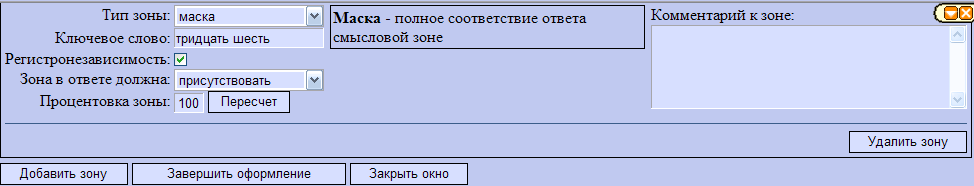 Тип зоны: маска
Маска - полное соответствие ответа
смысловой зоне
Комментарий к зоне:
Ключевое слово: тридцать шесть
Регистронезависимость:
Зона в ответе должна: присутствовать
Процентовка зоны: 100 Пересчет
Удалить зону
Добавить зону Завершить оформление Закрыть окно